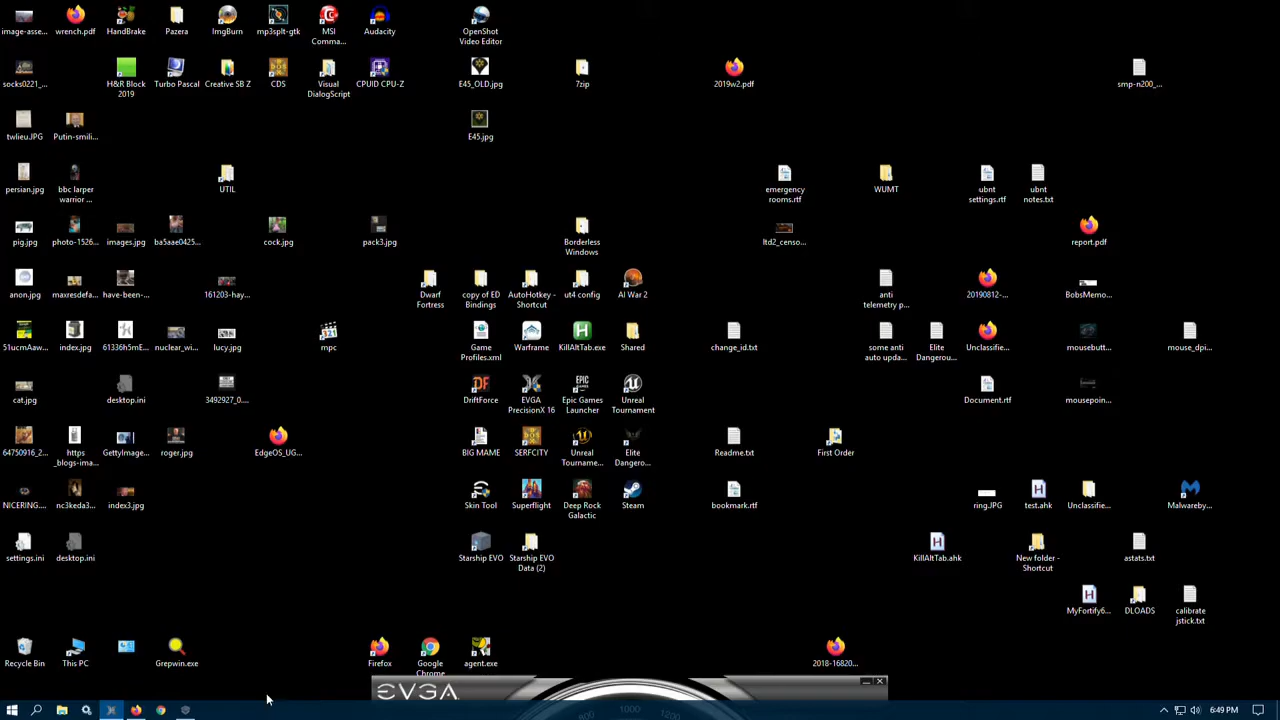 image-asse...
wrench.pdf
HandBrake
Pazera
ImgBurn
mp3splt-gtk
MSI
Comma...
Audacity
OpenShot
Video Editor
socks0221_...
H&R Block
2019
Turbo Pascal
Creative SB Z
CDS
Visual
DialogScript
CPUID CPU-Z
E45_OLD.jpg
7zip
2019w2.pdf
smp-n200_...
twlieu.JPG
Putin-smili...
E45.jpg
persian.jpg
bbc larper
warrior ...
UTIL
emergency
rooms.rtf
WUMT
ubnt
settings.rtf
ubnt
notes.txt
pig.jpg
photo-1526...
images.jpg
ba5aae0425...
cock.jpg
pack3.jpg
Borderless
Windows
ltd2_censo...
report.pdf
anon.jpg
maxresdefa...
have-been-...
161203-hay...
Dwarf
Fortress
copy of ED
Bindings
AutoHotkey -
Shortcut
ut4 config
AI War 2
anti
telemetry p...
20190812-...
BobsMemo...
51ucmAaw...
index.jpg
61336h5mE...
nuclear_wi...
lucy.jpg
mpc
Game
Profiles.xml
Warframe
KillAltTab.exe
Shared
change_id.txt
some anti
auto upda...
Elite
Dangerou...
Unclassifie...
mousebutt...
mouse_dpi...
cat.jpg
desktop.ini
3492927_0....
DriftForce
EVGA
PrecisionX 16
Epic Games
Launcher
Unreal
Tournament
Document.rtf
mousepoin...
64750916_2...
https
_blogs-ima...
GettyImage...
roger.jpg
EdgeOS_UG...
BIG MAME
SERFCITY
Unreal
Tourname...
Elite
Dangero...
Readme.txt
First Order
NICERING....
nc3keda3...
index3.jpg
Skin Tool
Superflight
Deep Rock
Galactic
Steam
bookmark.rtf
ring.JPG
test.ahk
Unclassifie...
Malwareby...
settings.ini
desktop.ini
Starship EVO
Starship EVO
Data (2)
KillAltTab.ahk
New folder -
Shortcut
astats.txt
MyFortify6...
DLOADS
calibrate
jstick.txt
Recycle Bin
This PC
Grepwin.exe
Firefox
Google
Chrome
agent.exe
2018-16820...
EVGA
800
1000
1200
6:49 PM